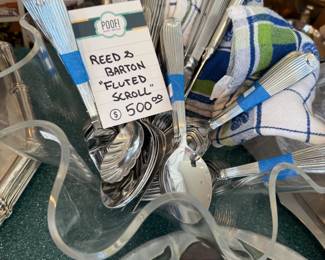 POOF!
REED &
BARTON
"FLUTED
SCROLL"
$ 500.00